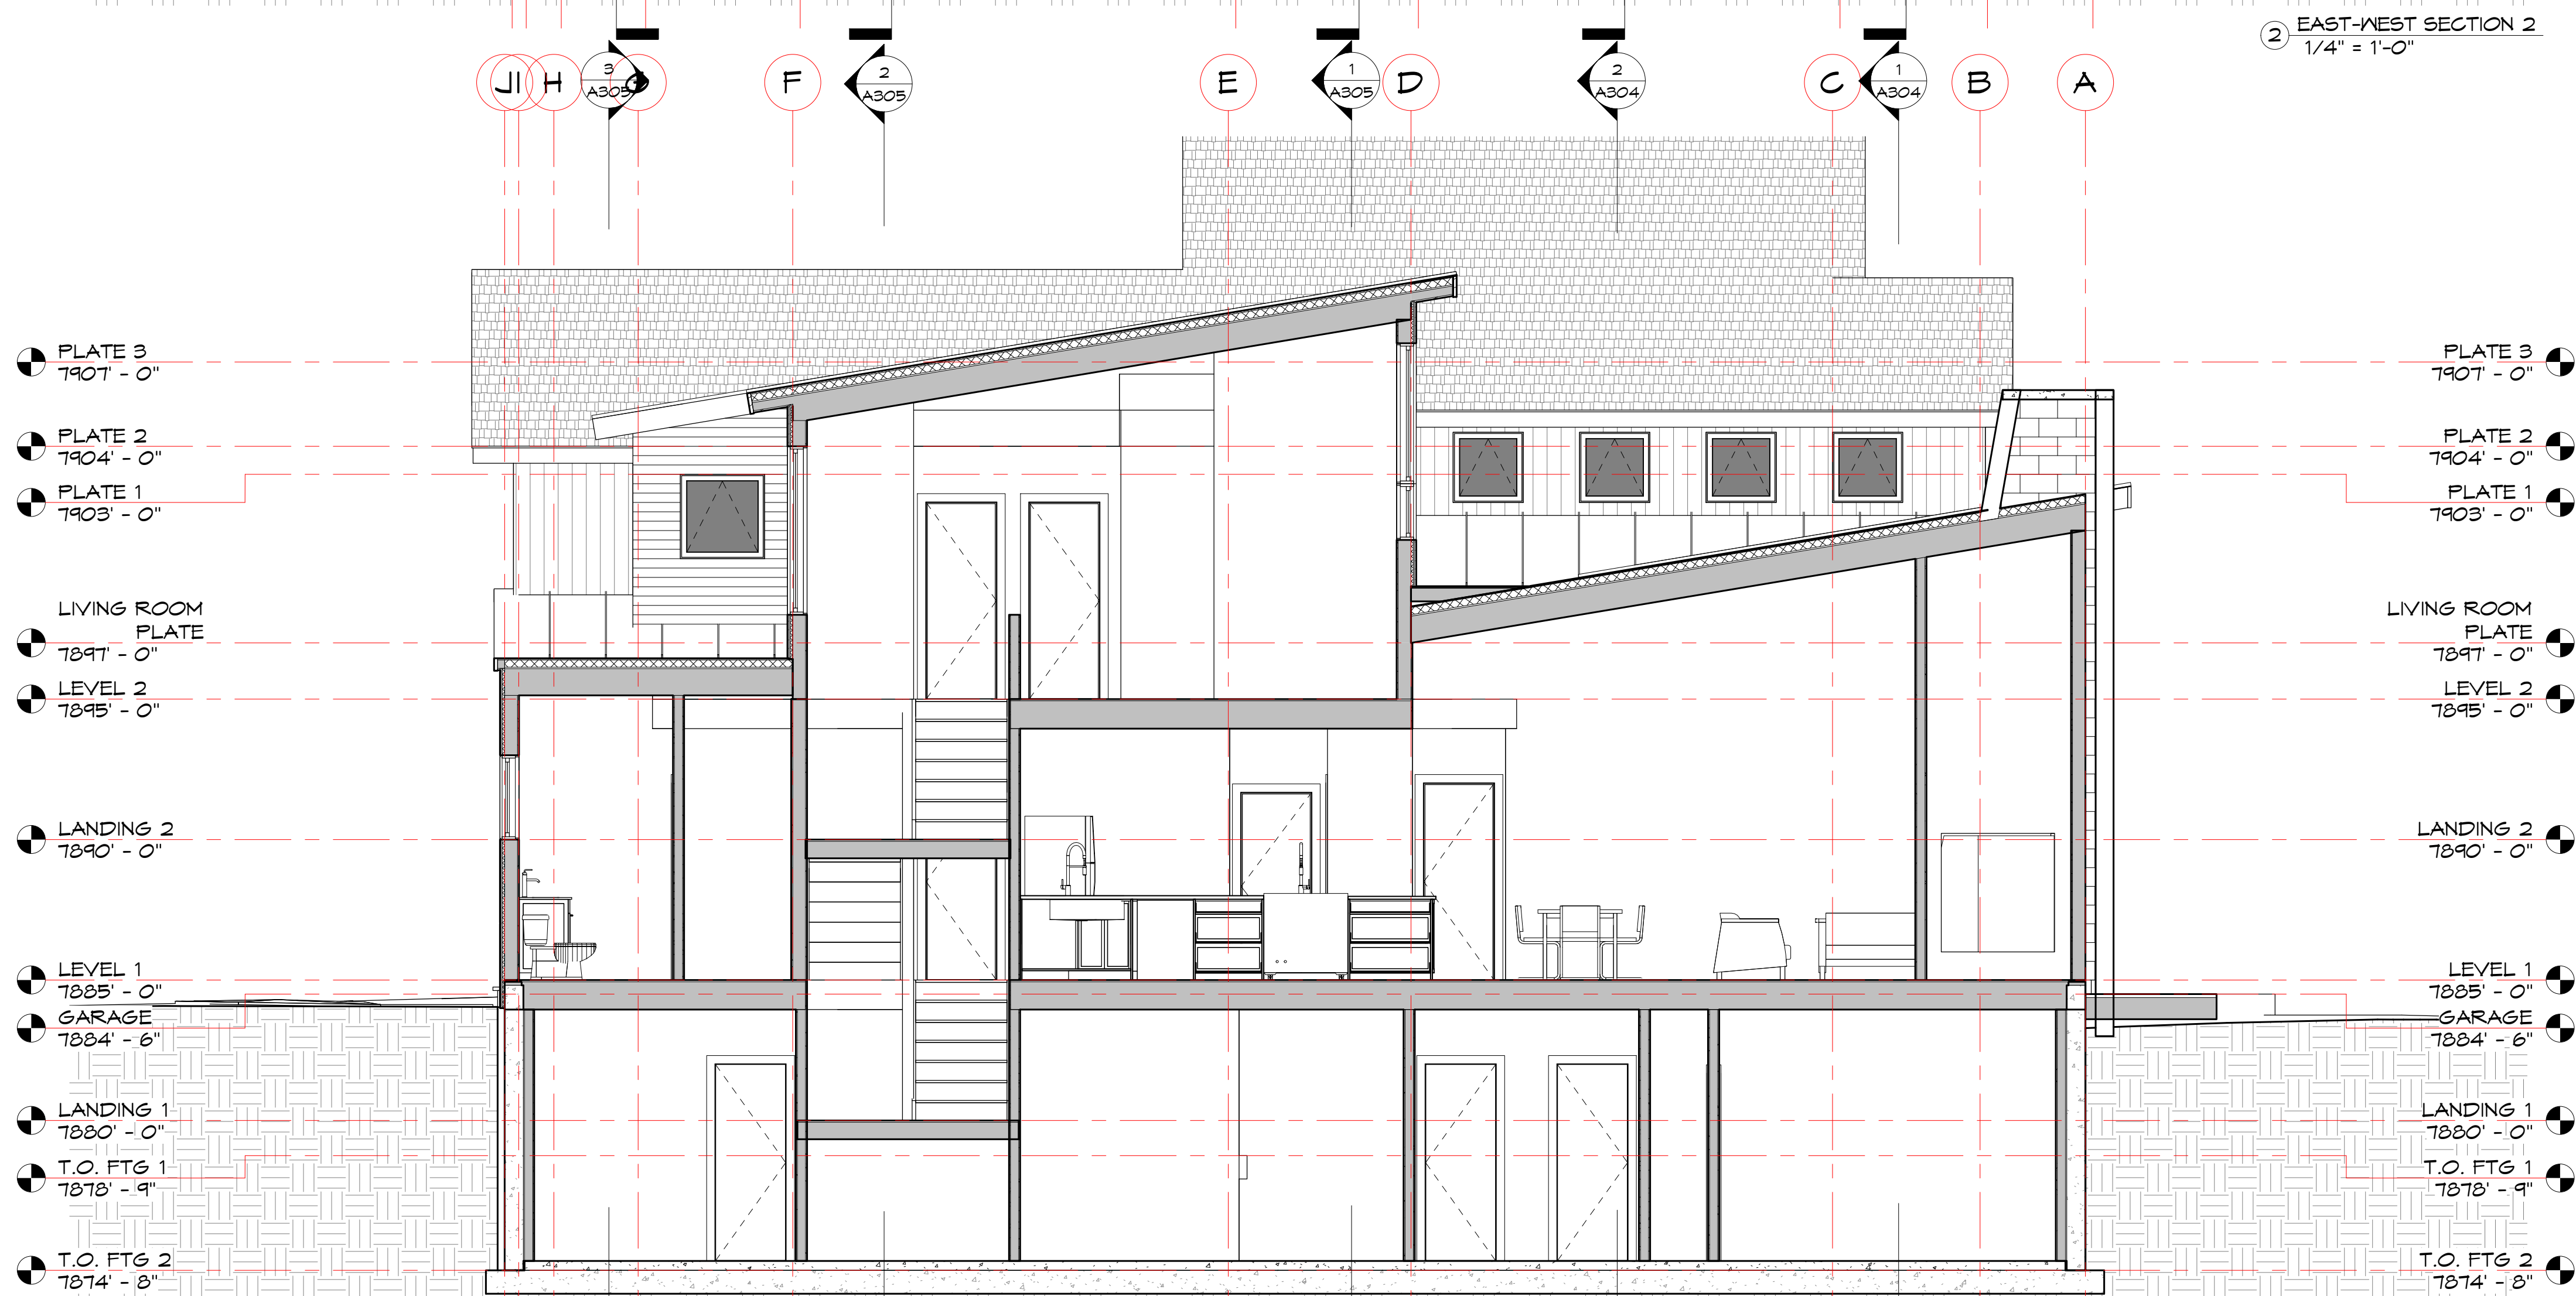 2 EAST-WEST SECTION 2
1/4" = 1'-0"
J I H 3 G F 2 E 1 D 2 C 1 B A
A305 A305 A305 A304 A304
PLATE 3
7907' - 0"
PLATE 2
7904' - 0"
PLATE 1
7903' - 0"
LIVING ROOM
PLATE
7897' - 0"
LEVEL 2
7895' - 0"
LANDING 2
7890' - 0"
LEVEL 1
7885' - 0"
GARAGE
7884' - 6"
LANDING 1
7880' - 0"
T.O. FTG 1
7878' - 9"
T.O. FTG 2
7874' - 8"
PLATE 3
7907' - 0"
PLATE 2
7904' - 0"
PLATE 1
7903' - 0"
LIVING ROOM
PLATE
7897' - 0"
LEVEL 2
7895' - 0"
LANDING 2
7890' - 0"
LEVEL 1
7885' - 0"
GARAGE
7884' - 6"
LANDING 1
7880' - 0"
T.O. FTG 1
7878' - 9"
T.O. FTG 2
7874' - 8"